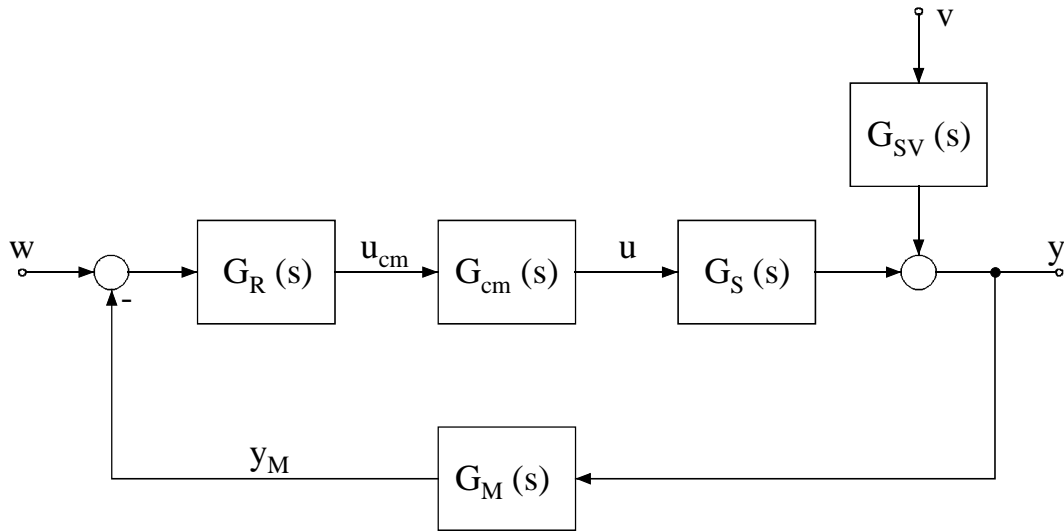 v
G_SV (s)
w
G_R (s)
u_cm
G_cm (s)
u
G_S (s)
y
-
y_M
G_M (s)